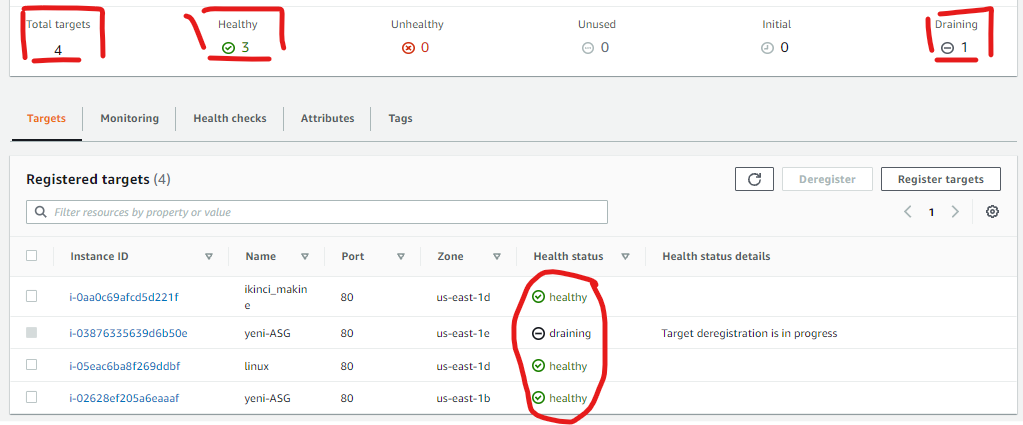 Total targets Healthy Unhealthy Unused Initial Draining
4 3 0 0 0 1
Targets Monitoring Health checks Attributes Tags
Registered targets (4) Deregister Register targets
Filter resources by property or value 1
Instance ID Name Port Zone Health status Health status details
i-0aa0c69afcd5d221f ikinci_makin 80 us-east-1d healthy
e
i-03876335639d6b50e yeni-ASG 80 us-east-1e draining Target deregistration is in progress
i-05eac6ba8f269ddbf linux 80 us-east-1d healthy
i-02628ef205a6eaaaf yeni-ASG 80 us-east-1b healthy